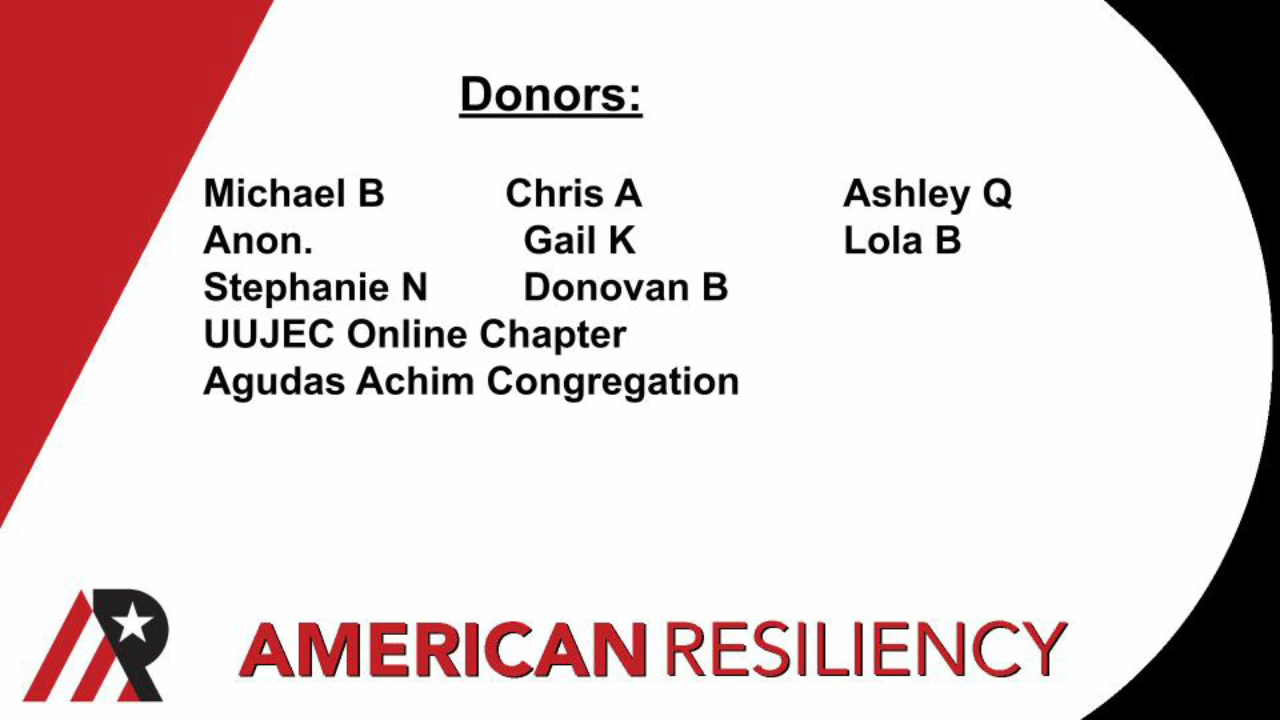 Donors:
Michael B Chris A Ashley Q
Anon. Gail K Lola B
Stephanie N Donovan B
UUJEC Online Chapter
Agudas Achim Congregation
AMERICAN RESILIENCY